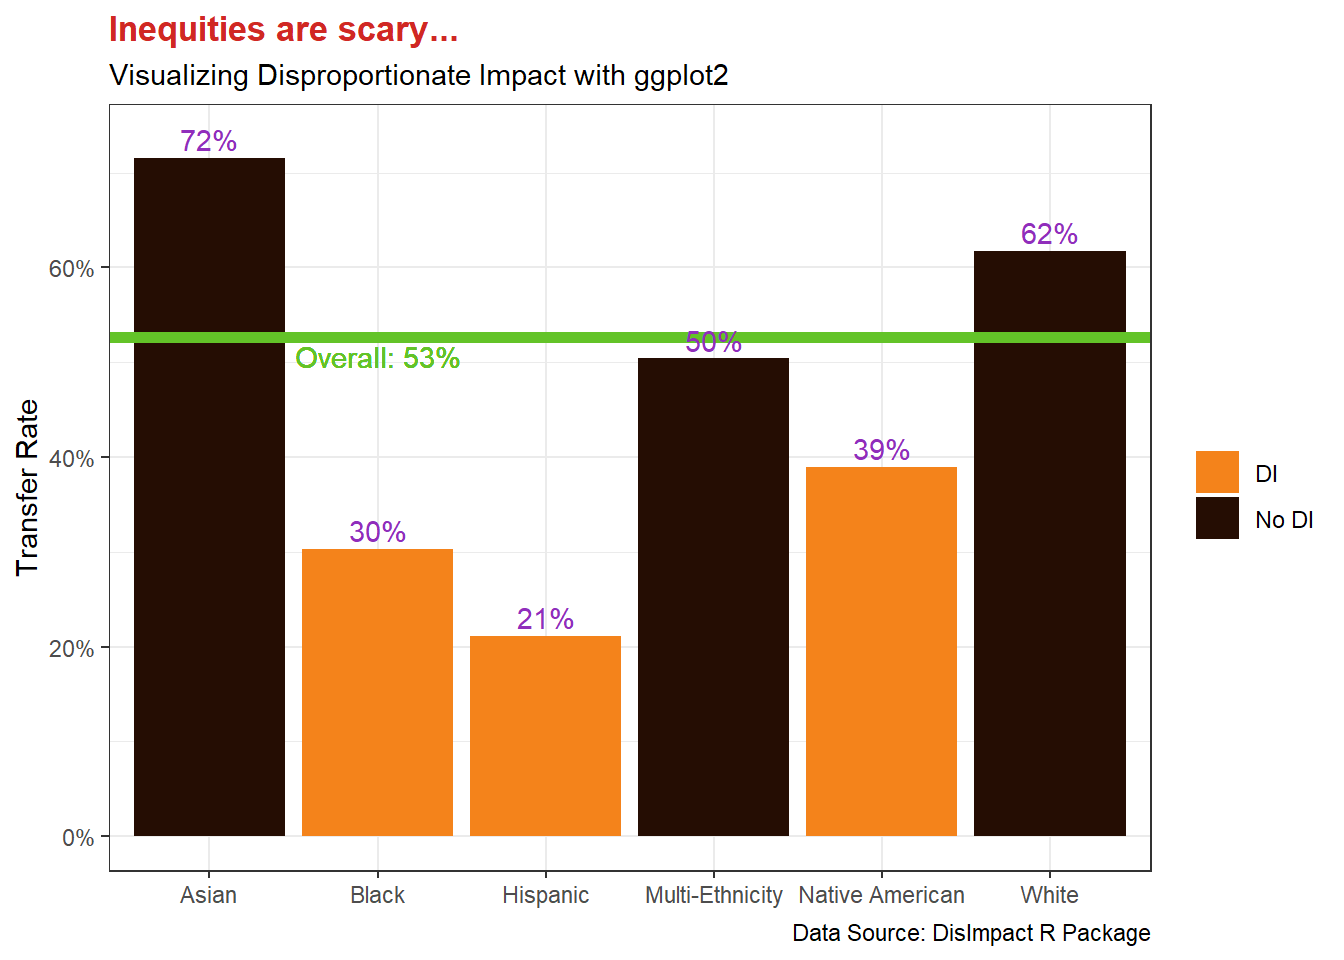 Inequities are scary...
Visualizing Disproportionate Impact with ggplot2
72%
62%
60%
50%
Overall: 53%
Transfer Rate
40%
39%
30%
21%
20%
0%
DI
No DI
Asian Black Hispanic Multi-Ethnicity Native American White
Data Source: DisImpact R Package